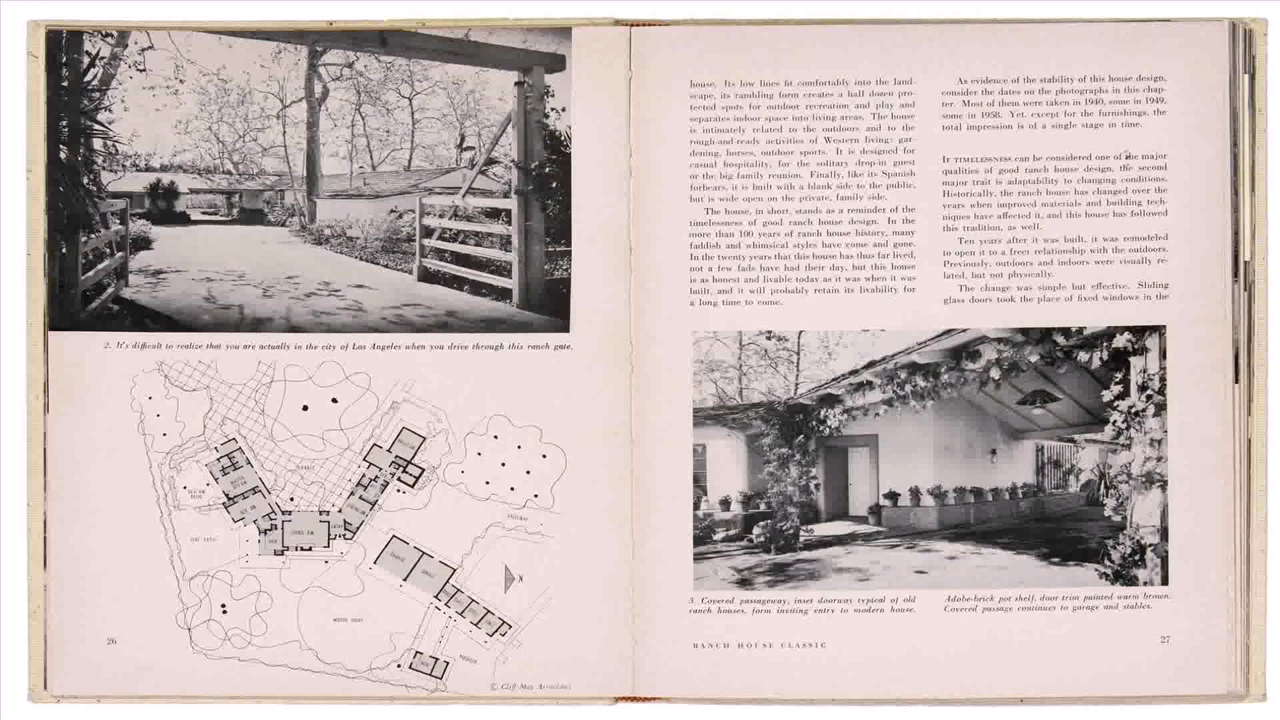 2. It's difficult to realize that you are actually in the city of Los Angeles when you drive through this ranch gate.
TERRACE
LIVING RM
ENTRY
GARAGE
MOTOR COURT
PADDOCK
N
© Cliff May Associates
26
house. Its low lines fit comfortably into the land-
scape, its rambling form creates a half dozen pro-
tected spots for outdoor recreation and play and
separates indoor space into living areas. The house
is intimately related to the outdoors and to the
rough-and-ready activities of Western living: gar-
dening, horses, outdoor sports. It is designed for
casual hospitality, for the solitary drop-in guest
or the big family reunion. Finally, like its Spanish
forbears, it is built with a blank side to the public,
but is wide open on the private, family side.
The house, in short, stands as a reminder of the
timelessness of good ranch house design. In the
more than 100 years of ranch house history, many
faddish and whimsical styles have come and gone.
In the twenty years that this house has thus far lived,
not a few fads have had their day, but this house
is as honest and livable today as it was when it was
built, and it will probably retain its livability for
a long time to come.
As evidence of the stability of this house design,
consider the dates on the photographs in this chap-
ter. Most of them were taken in 1940, some in 1949,
some in 1958. Yet, except for the furnishings, the
total impression is of a single stage in time.
If timelessness can be considered one of the major
qualities of good ranch house design, the second
major trait is adaptability to changing conditions.
Historically, the ranch house has changed over the
years when improved materials and building tech-
niques have affected it, and this house has followed
this tradition, as well.
Ten years after it was built, it was remodeled
to open it to a freer relationship with the outdoors.
Previously, outdoors and indoors were visually re-
lated, but not physically.
The change was simple but effective. Sliding
glass doors took the place of fixed windows in the
3. Covered passageway, inset doorway typical of old
ranch houses, form inviting entry to modern house.
Adobe-brick pot shelf, door trim painted warm brown.
Covered passage continues to garage and stables.
RANCH HOUSE CLASSIC
27